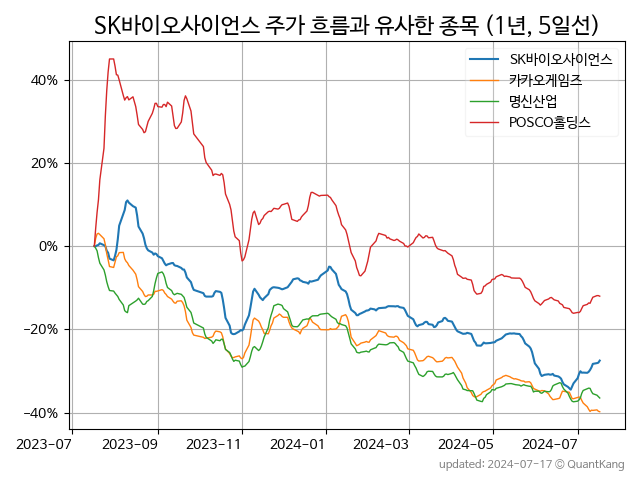 SK바이오사이언스 주가 흐름과 유사한 종목 (1년, 5일선)
SK바이오사이언스
카카오게임즈
명신산업
POSCO홀딩스
40%
20%
0%
−20%
−40%
2023-07
2023-09
2023-11
2024-01
2024-03
2024-05
2024-07
updated: 2024-07-17 © QuantKang